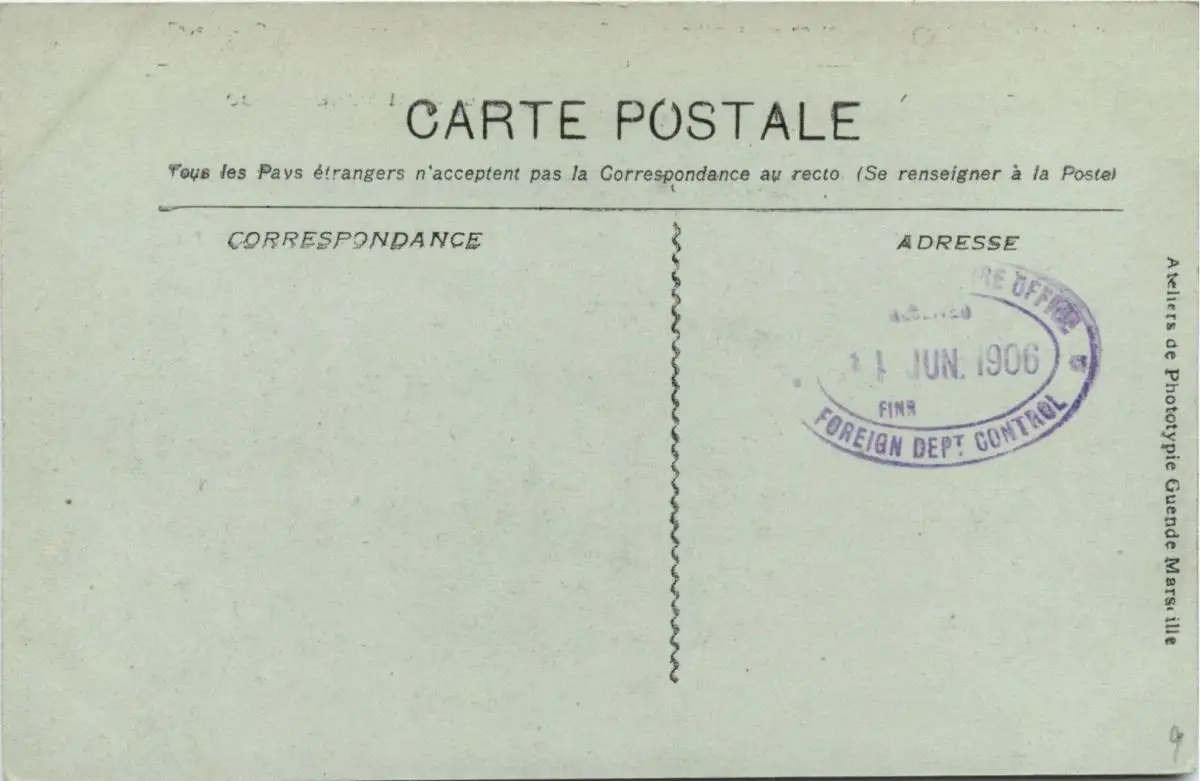 CARTE POSTALE
Tous les Pays étrangers n'acceptent pas la Correspondance au recto (Se renseigner à la Poste)
CORRESPONDANCE
ADRESSE
OFFICE
JUN. 1906
FOREIGN DEPT. CONTROL
Ateliers de Phototypie Guende Marseille
9